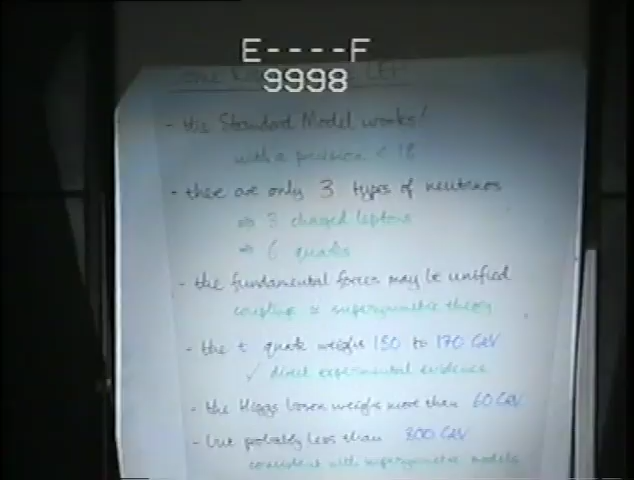 E----F
9998
- the Standard Model works!
with a precision < 1%
- there are only 3 types of neutrinos
⇒ 3 charged leptons
⇒ 6 quarks
- the fundamental forces may be unified
coupling ≃ supersymmetric theory
- the t quark weighs 150 to 170 GeV
✓ direct experimental evidence
- the Higgs boson weighs more than 60 GeV
- but probably less than 300 GeV
consistent with supersymmetric models